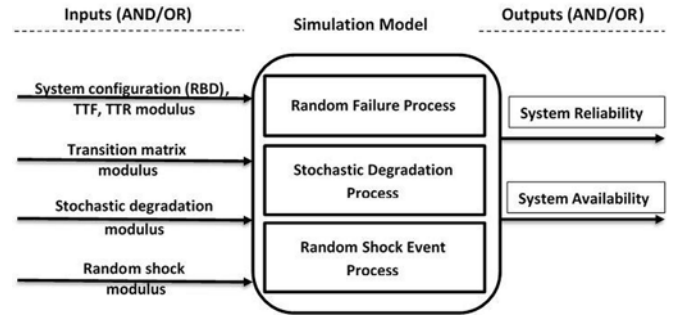 Inputs (AND/OR)
Simulation Model
Outputs (AND/OR)
System configuration (RBD),
TTF, TTR modulus
Transition matrix
modulus
Stochastic degradation
modulus
Random shock
modulus
Random Failure Process
Stochastic Degradation
Process
Random Shock Event
Process
System Reliability
System Availability